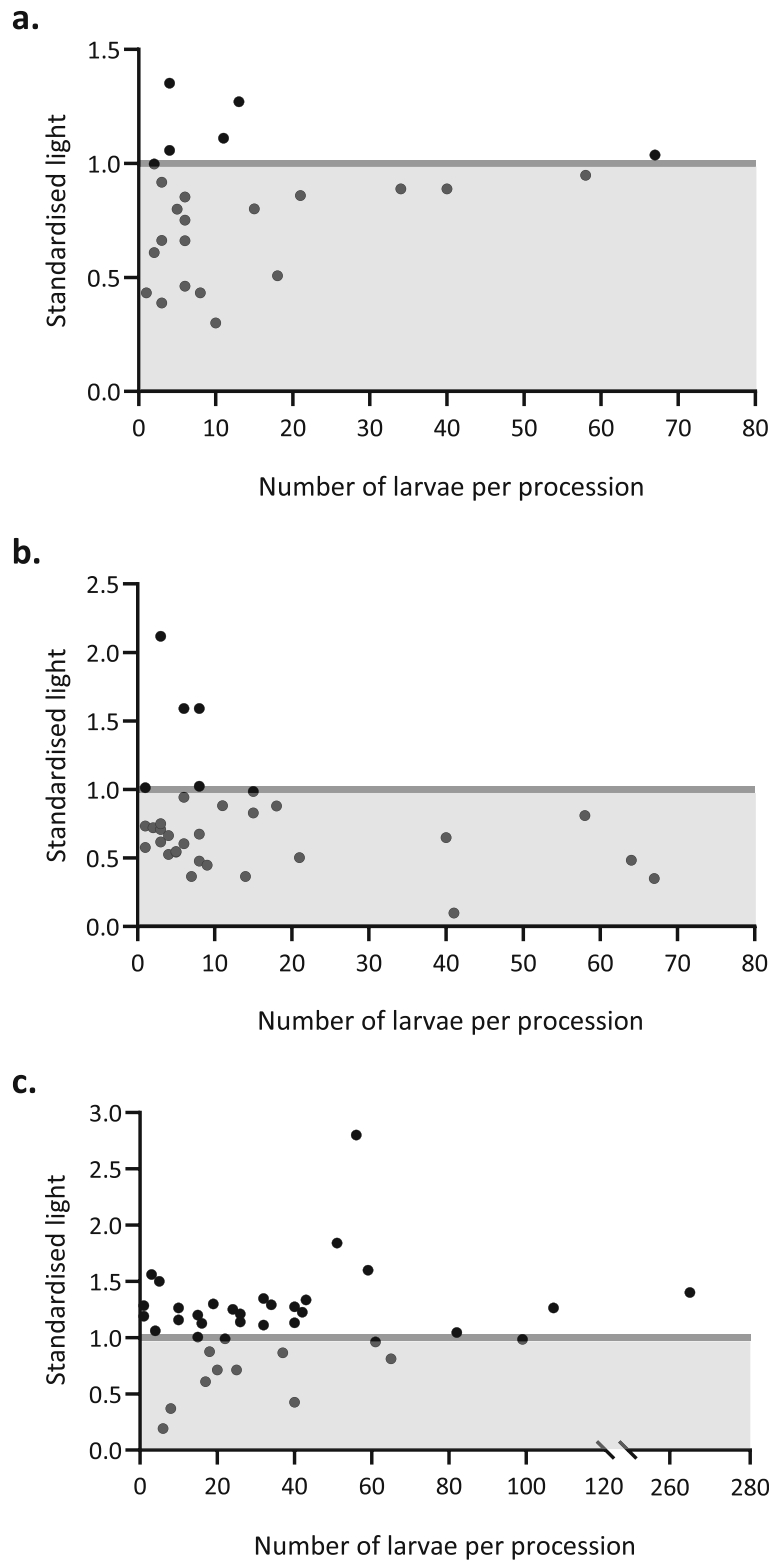 a.
1.5
1.0
0.5
0.0
Standardised light
0 10 20 30 40 50 60 70 80
Number of larvae per procession
b.
2.5
2.0
1.5
1.0
0.5
0.0
Standardised light
0 10 20 30 40 50 60 70 80
Number of larvae per procession
c.
3.0
2.5
2.0
1.5
1.0
0.5
0.0
Standardised light
0 20 40 60 80 100 120 260 280
Number of larvae per procession